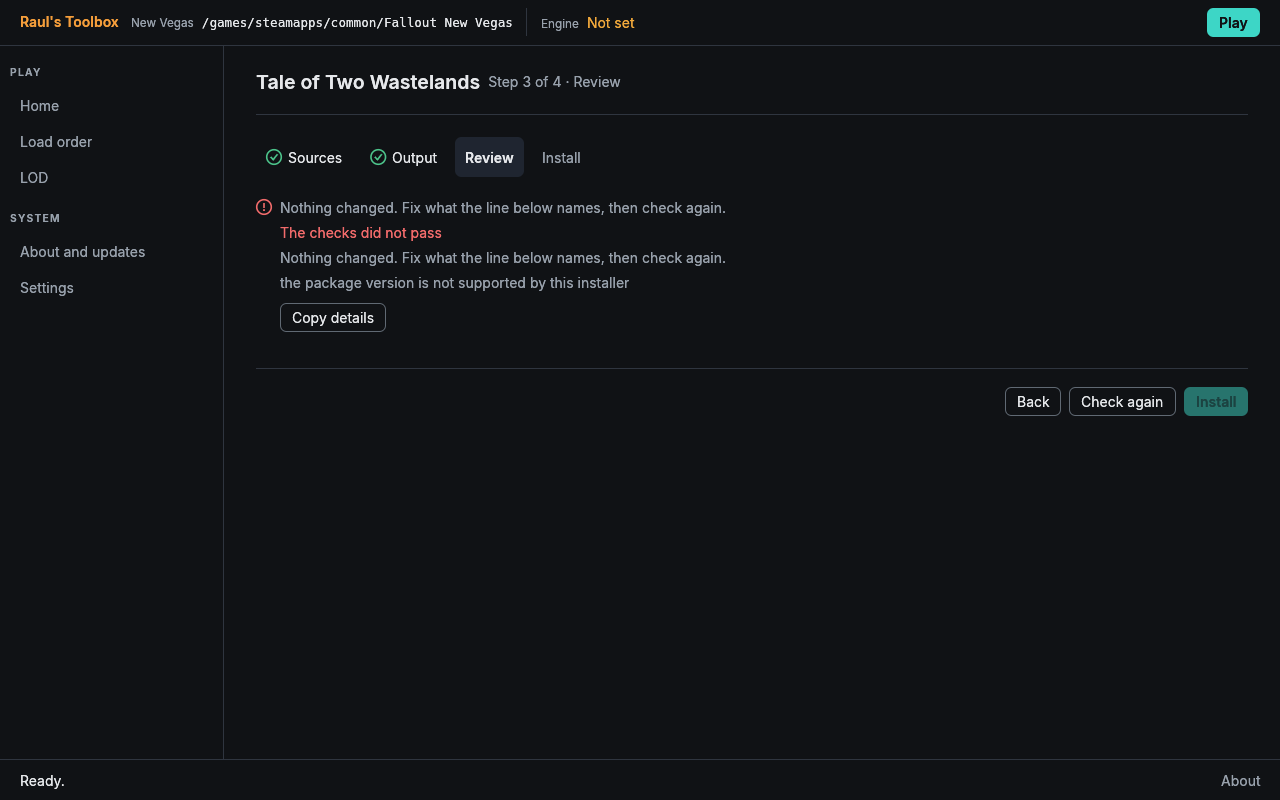 Raul's Toolbox New Vegas /games/steamapps/common/Fallout New Vegas Engine Not set Play
PLAY
Home
Load order
LOD
SYSTEM
About and updates
Settings
Tale of Two Wastelands Step 3 of 4 · Review
Sources Output Review Install
Nothing changed. Fix what the line below names, then check again.
The checks did not pass
Nothing changed. Fix what the line below names, then check again.
the package version is not supported by this installer
Copy details
Back Check again Install
Ready. About